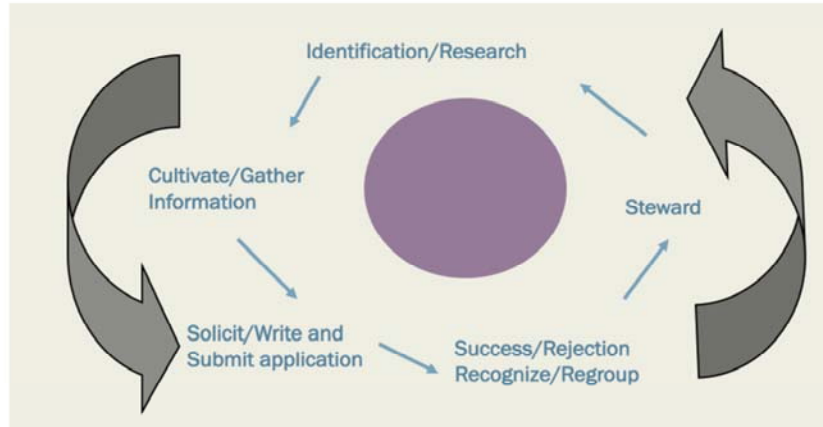 Identification/Research
Cultivate/Gather
Information
Steward
Solicit/Write and
Submit application
Success/Rejection
Recognize/Regroup